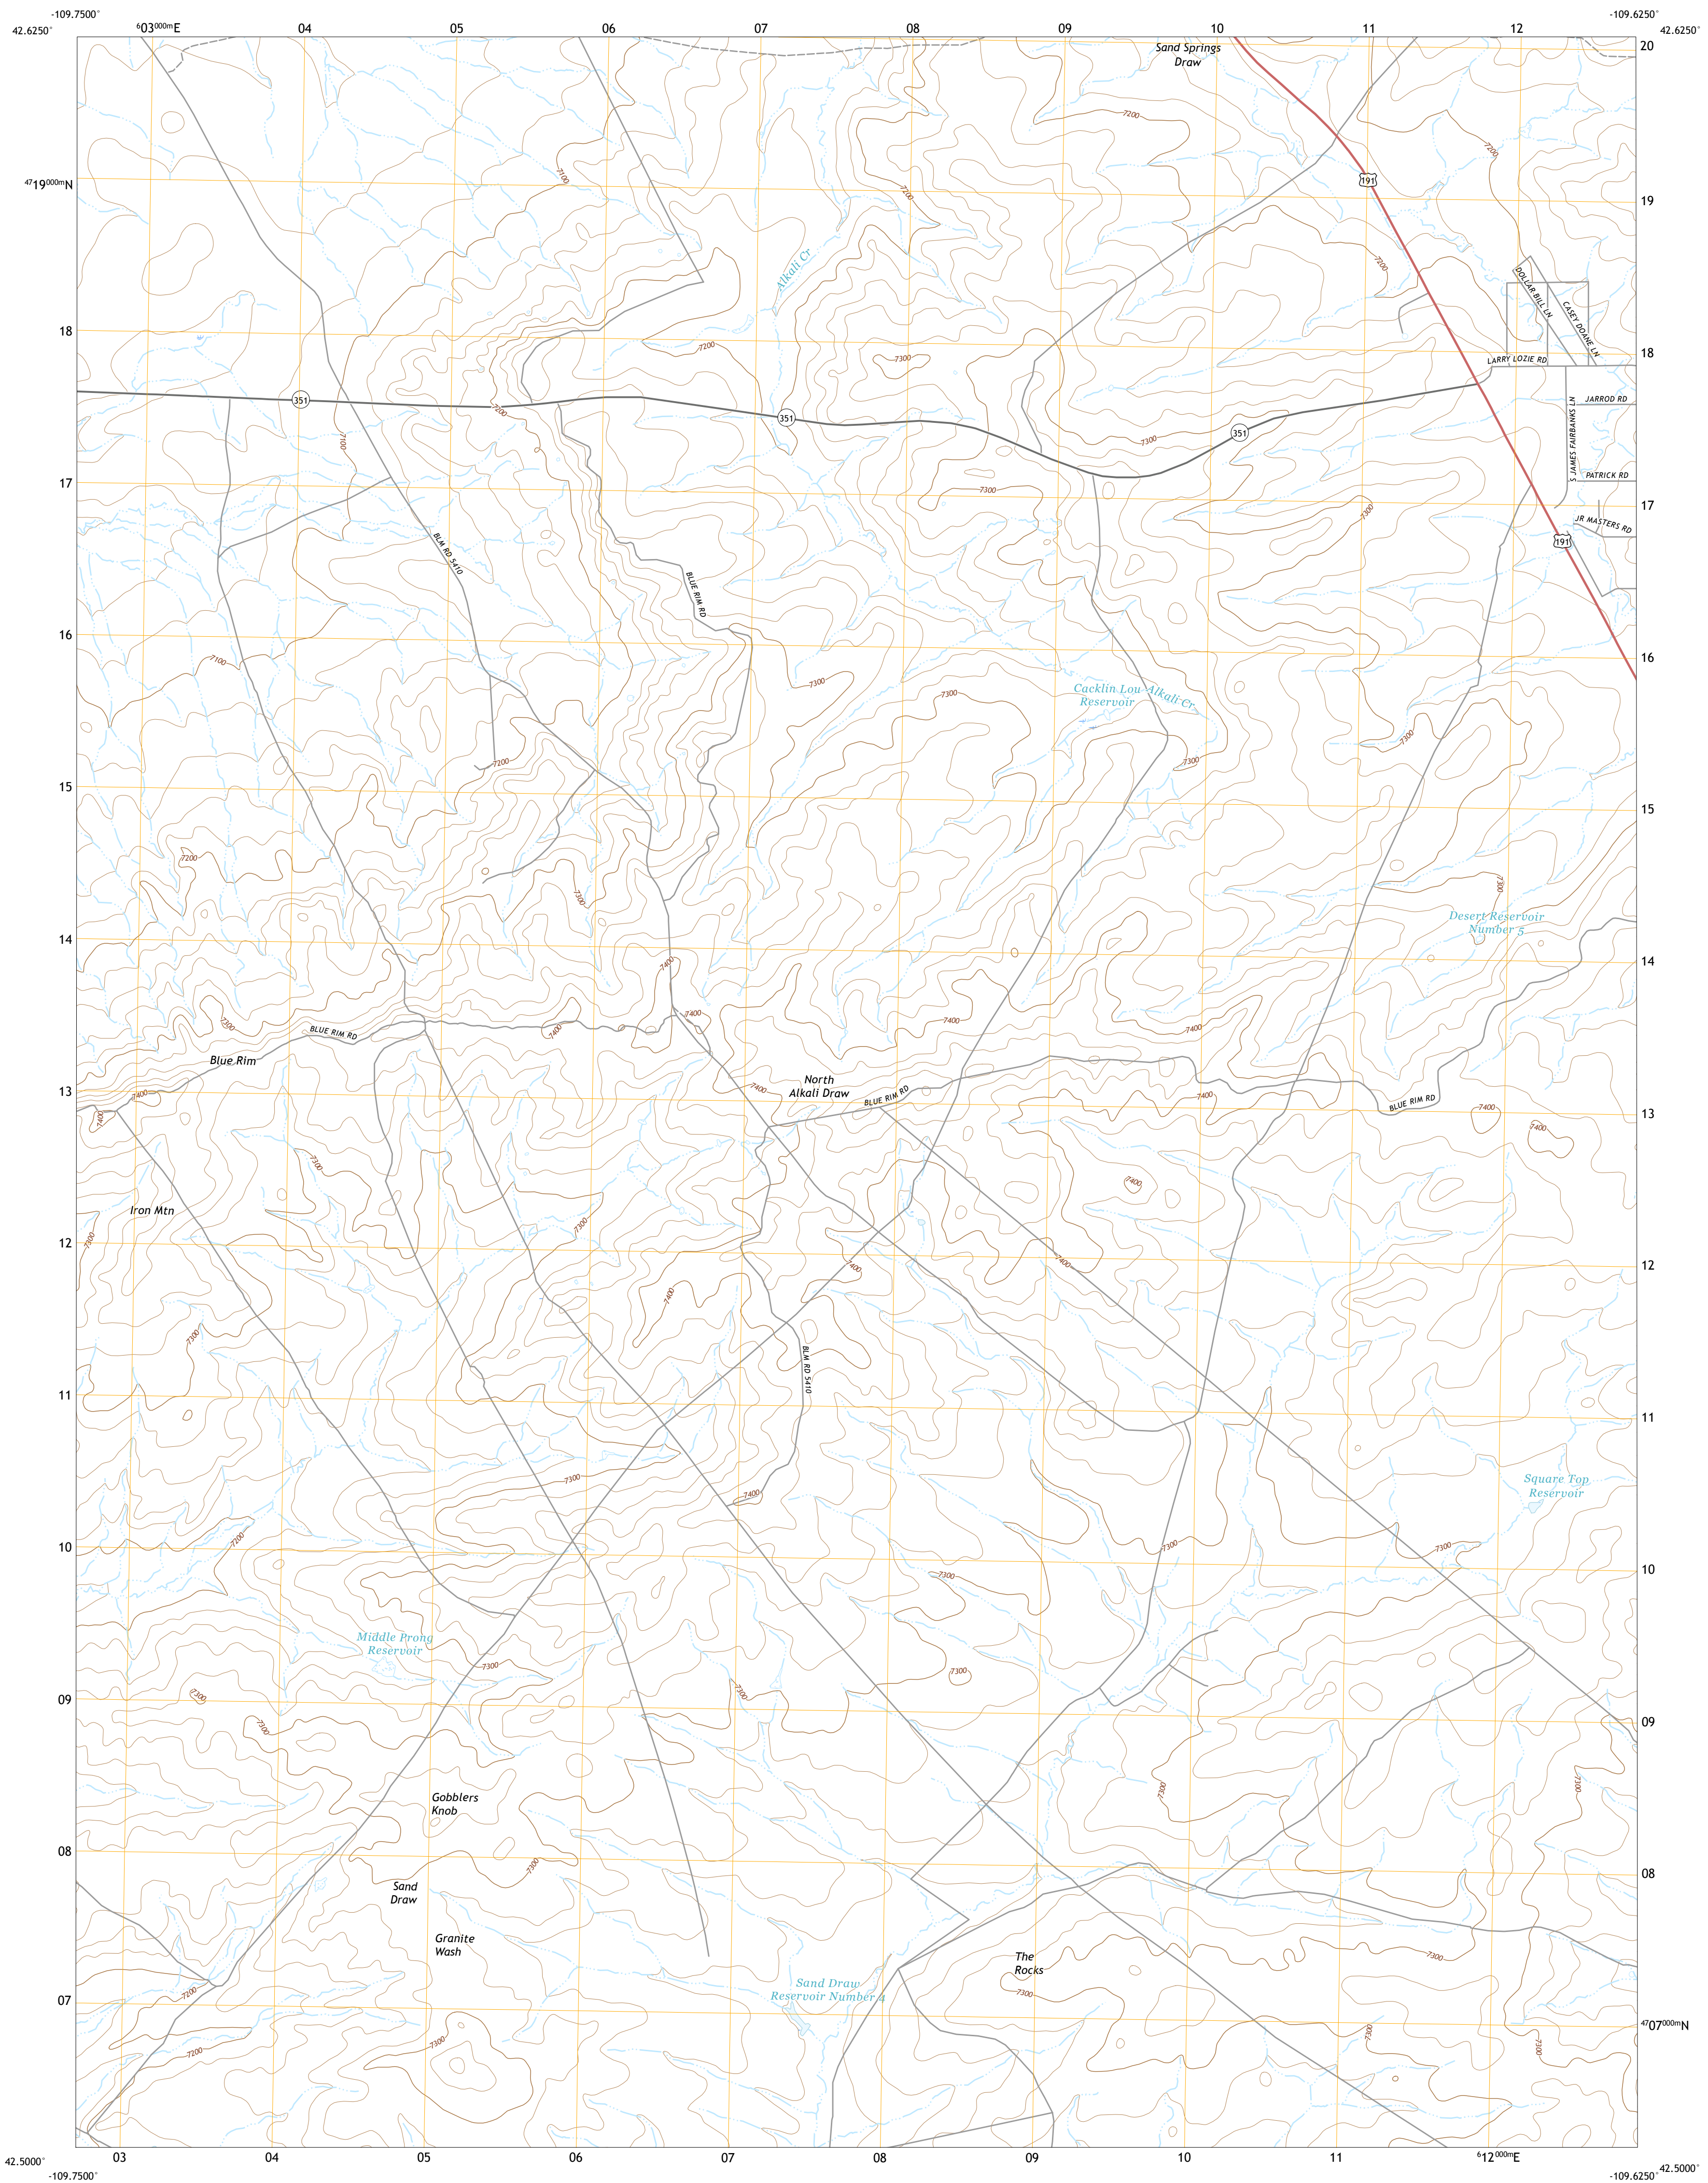 -109.7500°
-109.6250°
42.6250°
⁶03⁰⁰⁰ᵐE
04
05
06
07
08
09
10
11
12
42.6250°
20
Sand Springs
Draw
7200
7200
7100
4719⁰⁰⁰ᵐN
191
7200
19
Alkali Cr
7200
DOLLAR BILL LN
CASEY DOANE LN
18
7200
7300
18
LARRY LOZIE RD
351
7200
351
JARROD RD
351
7100
7300
S JAMES FAIRBANKS LN
17
7300
PATRICK RD
17
7300
JR MASTERS RD
BLM RD 5410
191
BLUE RIM RD
16
7100
16
7300
7300
Cacklin Lou
Reservoir
Alkali Cr
7300
7200
7300
15
15
7200
7300
7300
Desert Reservoir
Number 5
14
7400
14
7300
7400
7400
7400
7400
BLUE RIM RD
Blue Rim
North
Alkali Draw
13
7400
7400
BLUE RIM RD
7400
BLUE RIM RD
7400
13
7400
7400
7300
7400
Iron Mtn
7300
7300
12
7400
7400
12
7400
7300
BLM RD 5410
11
11
7300
Square Top
Reservoir
7400
7200
10
7300
7300
10
7300
Middle Prong
Reservoir
7300
7300
7300
7300
09
7300
09
7300
7300
Gobblers
Knob
08
7300
08
Sand
Draw
Granite
Wash
The
Rocks
7300
Sand Draw
Reservoir Number 4
7200
7300
07
4707⁰⁰⁰ᵐN
7300
7300
7300
7200
42.5000°
-109.7500°
03
04
05
06
07
08
09
10
11
⁶12⁰⁰⁰ᵐE
42.5000°
-109.6250°